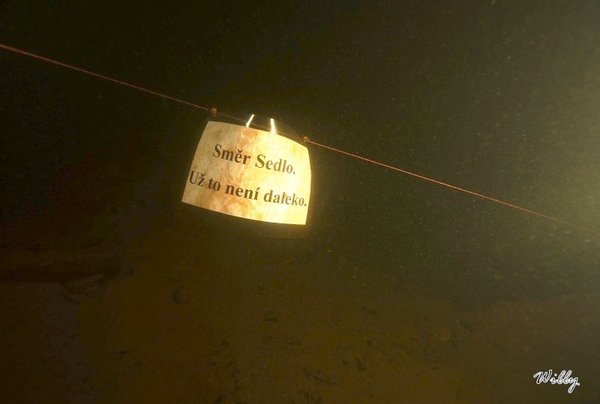 Směr Sedlo.
Už to není daleko.
Willy